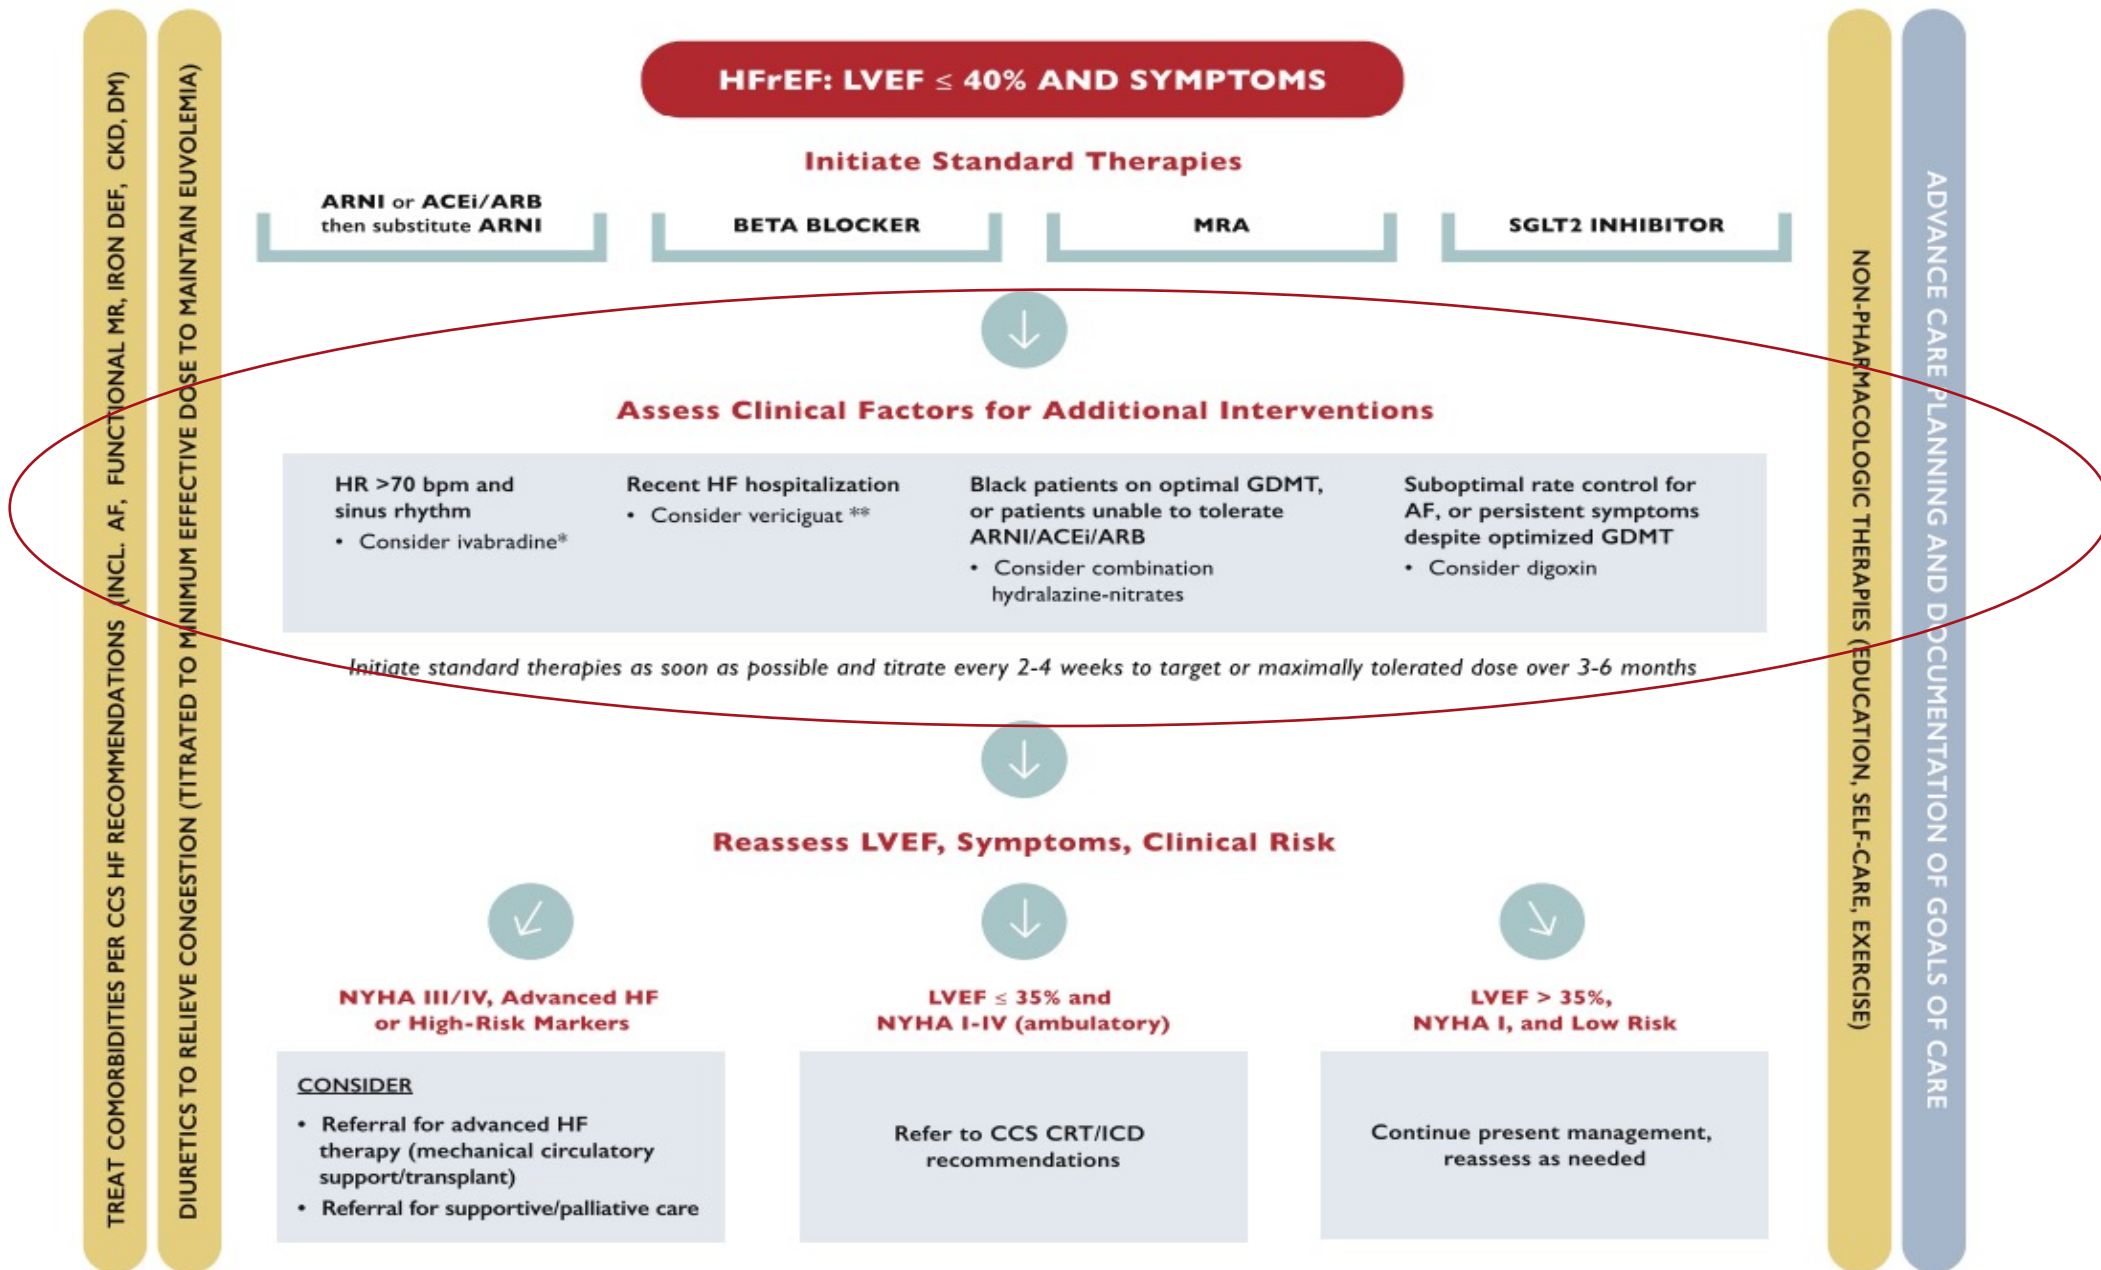 TREAT COMORBIDITIES PER CCS HF RECOMMENDATIONS (INCL. AF, FUNCTIONAL MR, IRON DEF, CKD, DM)
DIURETICS TO RELIEVE CONGESTION (TITRATED TO MINIMUM EFFECTIVE DOSE TO MAINTAIN EUVOLEMIA)
HFrEF: LVEF ≤ 40% AND SYMPTOMS
Initiate Standard Therapies
ARNI or ACEi/ARB
then substitute ARNI
BETA BLOCKER
MRA
SGLT2 INHIBITOR
Assess Clinical Factors for Additional Interventions
HR >70 bpm and
sinus rhythm
• Consider ivabradine*
Recent HF hospitalization
• Consider vericiguat **
Black patients on optimal GDMT,
or patients unable to tolerate
ARNI/ACEi/ARB
• Consider combination
hydralazine-nitrates
Suboptimal rate control for
AF, or persistent symptoms
despite optimized GDMT
• Consider digoxin
Initiate standard therapies as soon as possible and titrate every 2-4 weeks to target or maximally tolerated dose over 3-6 months
Reassess LVEF, Symptoms, Clinical Risk
NYHA III/IV, Advanced HF
or High-Risk Markers
CONSIDER
• Referral for advanced HF
therapy (mechanical circulatory
support/transplant)
• Referral for supportive/palliative care
LVEF ≤ 35% and
NYHA I-IV (ambulatory)
Refer to CCS CRT/ICD
recommendations
LVEF > 35%,
NYHA I, and Low Risk
Continue present management,
reassess as needed
NON-PHARMACOLOGIC THERAPIES (EDUCATION, SELF-CARE, EXERCISE)
ADVANCE CARE PLANNING AND DOCUMENTATION OF GOALS OF CARE